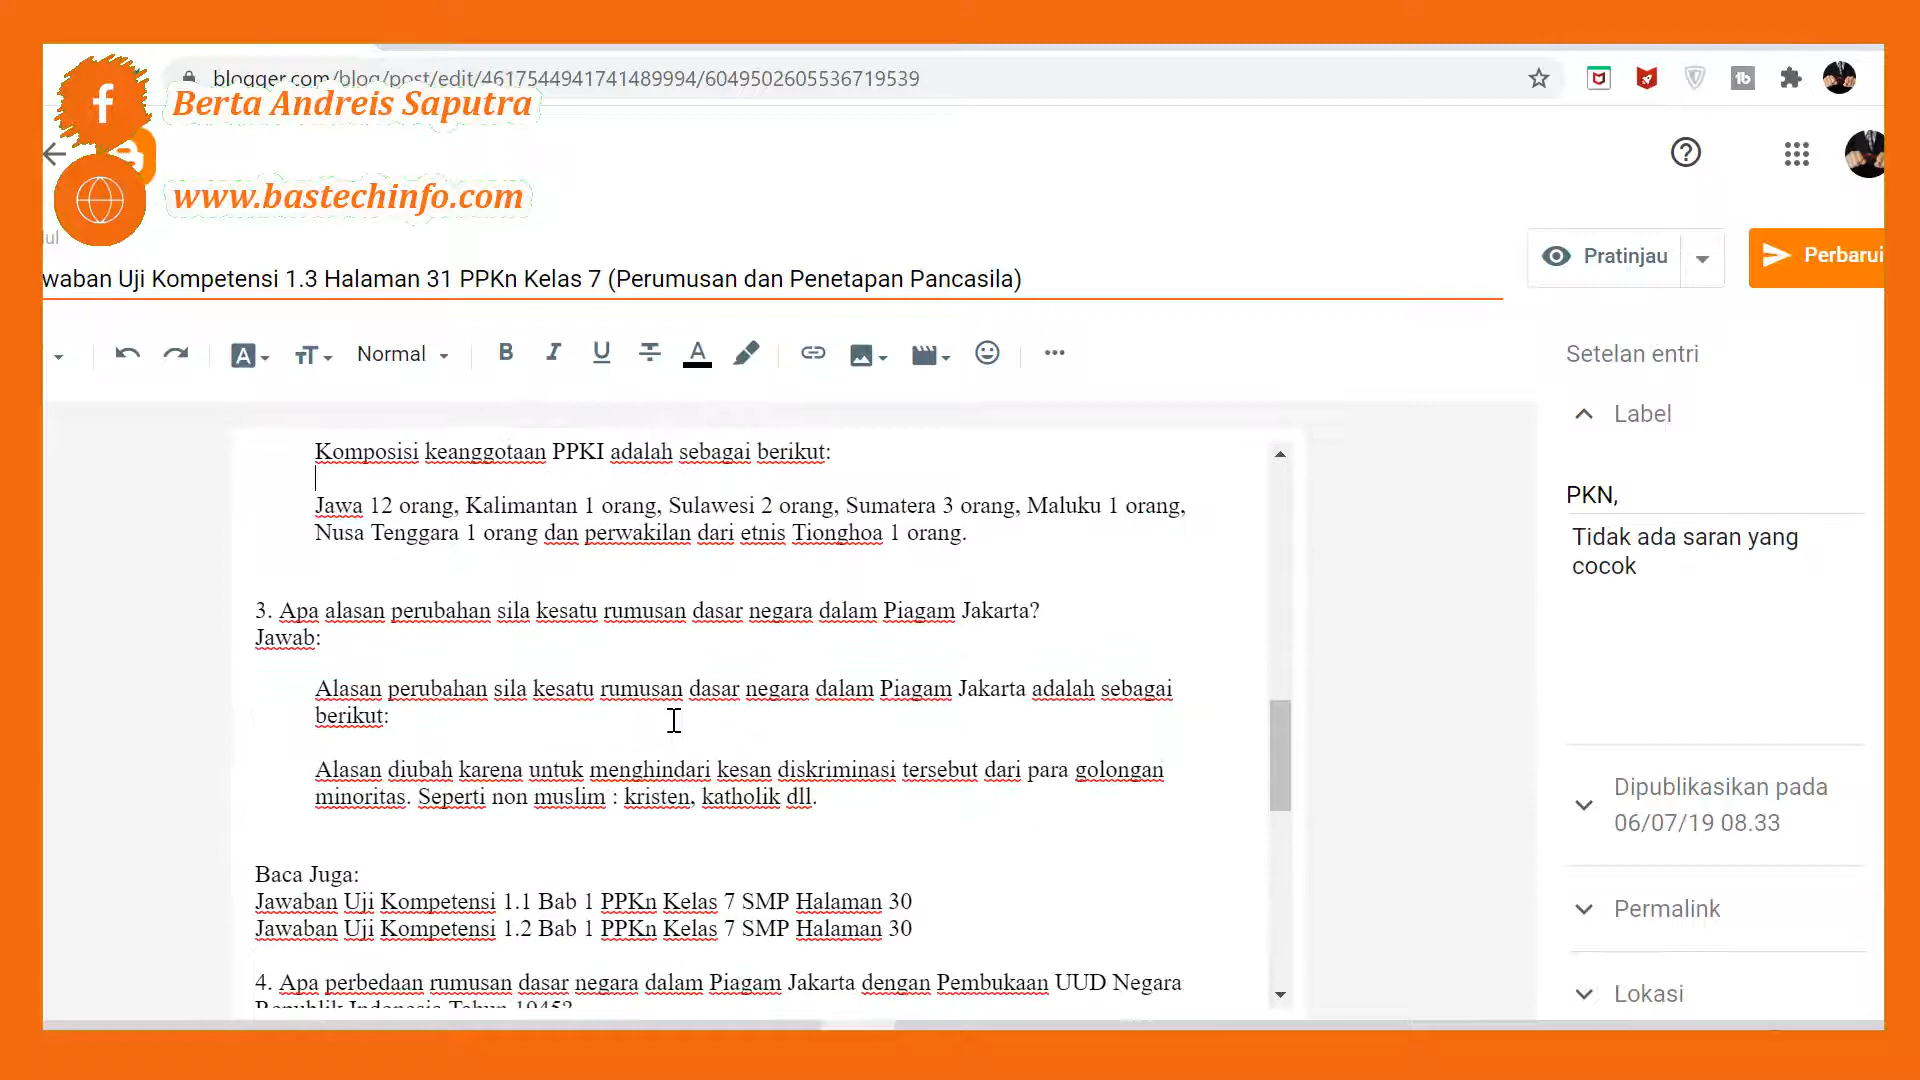 blogger.com/blog/post/edit/4617544941741489994/6049502605536719539
Berta Andreis Saputra
www.bastechinfo.com
waban Uji Kompetensi 1.3 Halaman 31 PPKn Kelas 7 (Perumusan dan Penetapan Pancasila)
Pratinjau
Perbarui
Normal
Komposisi keanggotaan PPKI adalah sebagai berikut:
Jawa 12 orang, Kalimantan 1 orang, Sulawesi 2 orang, Sumatera 3 orang, Maluku 1 orang,
Nusa Tenggara 1 orang dan perwakilan dari etnis Tionghoa 1 orang.
3. Apa alasan perubahan sila kesatu rumusan dasar negara dalam Piagam Jakarta?
Jawab:
Alasan perubahan sila kesatu rumusan dasar negara dalam Piagam Jakarta adalah sebagai
berikut:
Alasan diubah karena untuk menghindari kesan diskriminasi tersebut dari para golongan
minoritas. Seperti non muslim : kristen, katholik dll.
Baca Juga:
Jawaban Uji Kompetensi 1.1 Bab 1 PPKn Kelas 7 SMP Halaman 30
Jawaban Uji Kompetensi 1.2 Bab 1 PPKn Kelas 7 SMP Halaman 30
4. Apa perbedaan rumusan dasar negara dalam Piagam Jakarta dengan Pembukaan UUD Negara
Republik Indonesia Tahun 1945?
Setelan entri
Label
PKN,
Tidak ada saran yang
cocok
Dipublikasikan pada
06/07/19 08.33
Permalink
Lokasi